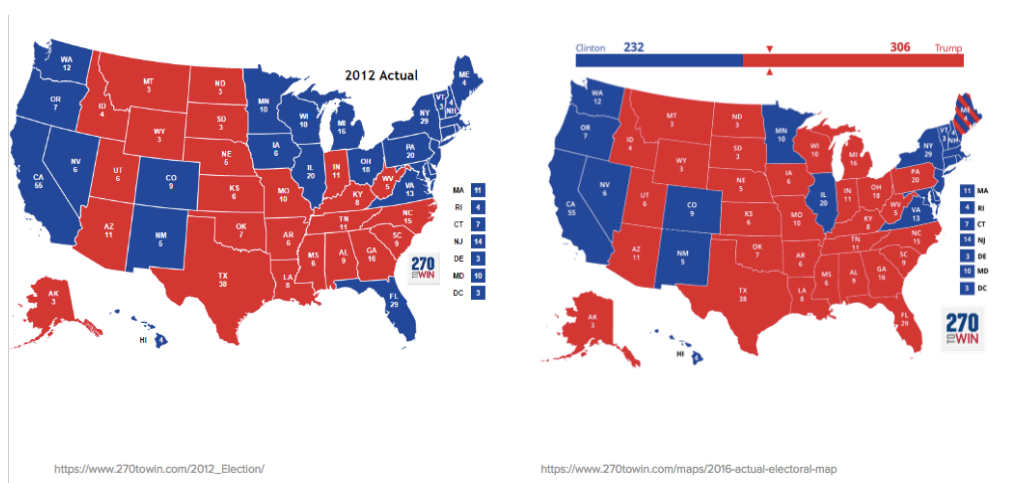 2012 Actual
WA
12
OR
7
CA
55
ID
4
NV
6
MT
3
WY
3
UT
6
AZ
11
CO
9
NM
5
ND
3
SD
3
NE
5
KS
6
OK
7
TX
38
MN
10
IA
6
MO
10
AR
6
LA
8
WI
10
IL
20
MI
16
IN
11
OH
18
KY
8
TN
11
MS
6
AL
9
GA
16
FL
29
SC
9
NC
15
VA
13
WV
5
PA
20
NY
29
VT
3
4
NH
ME
4
AK
3
HI 4
MA 11
RI 4
CT 7
NJ 14
DE 3
MD 10
DC 3
270
TO WIN
https://www.270towin.com/2012_Election/
Clinton 232 306 Trump
WA
12
OR
7
CA
55
ID
4
NV
6
MT
3
WY
3
UT
6
AZ
11
CO
9
NM
5
ND
3
SD
3
NE
5
KS
6
OK
7
TX
38
MN
10
IA
6
MO
10
AR
6
LA
8
WI
10
IL
20
MI
16
IN
11
OH
18
KY
8
TN
11
MS
6
AL
9
GA
16
FL
29
SC
9
NC
15
VA
13
WV
5
PA
20
NY
29
VT
3
NH
ME
AK
3
HI 4
11 MA
4 RI
7 CT
14 NJ
3 DE
10 MD
3 DC
270
TO WIN
https://www.270towin.com/maps/2016-actual-electoral-map